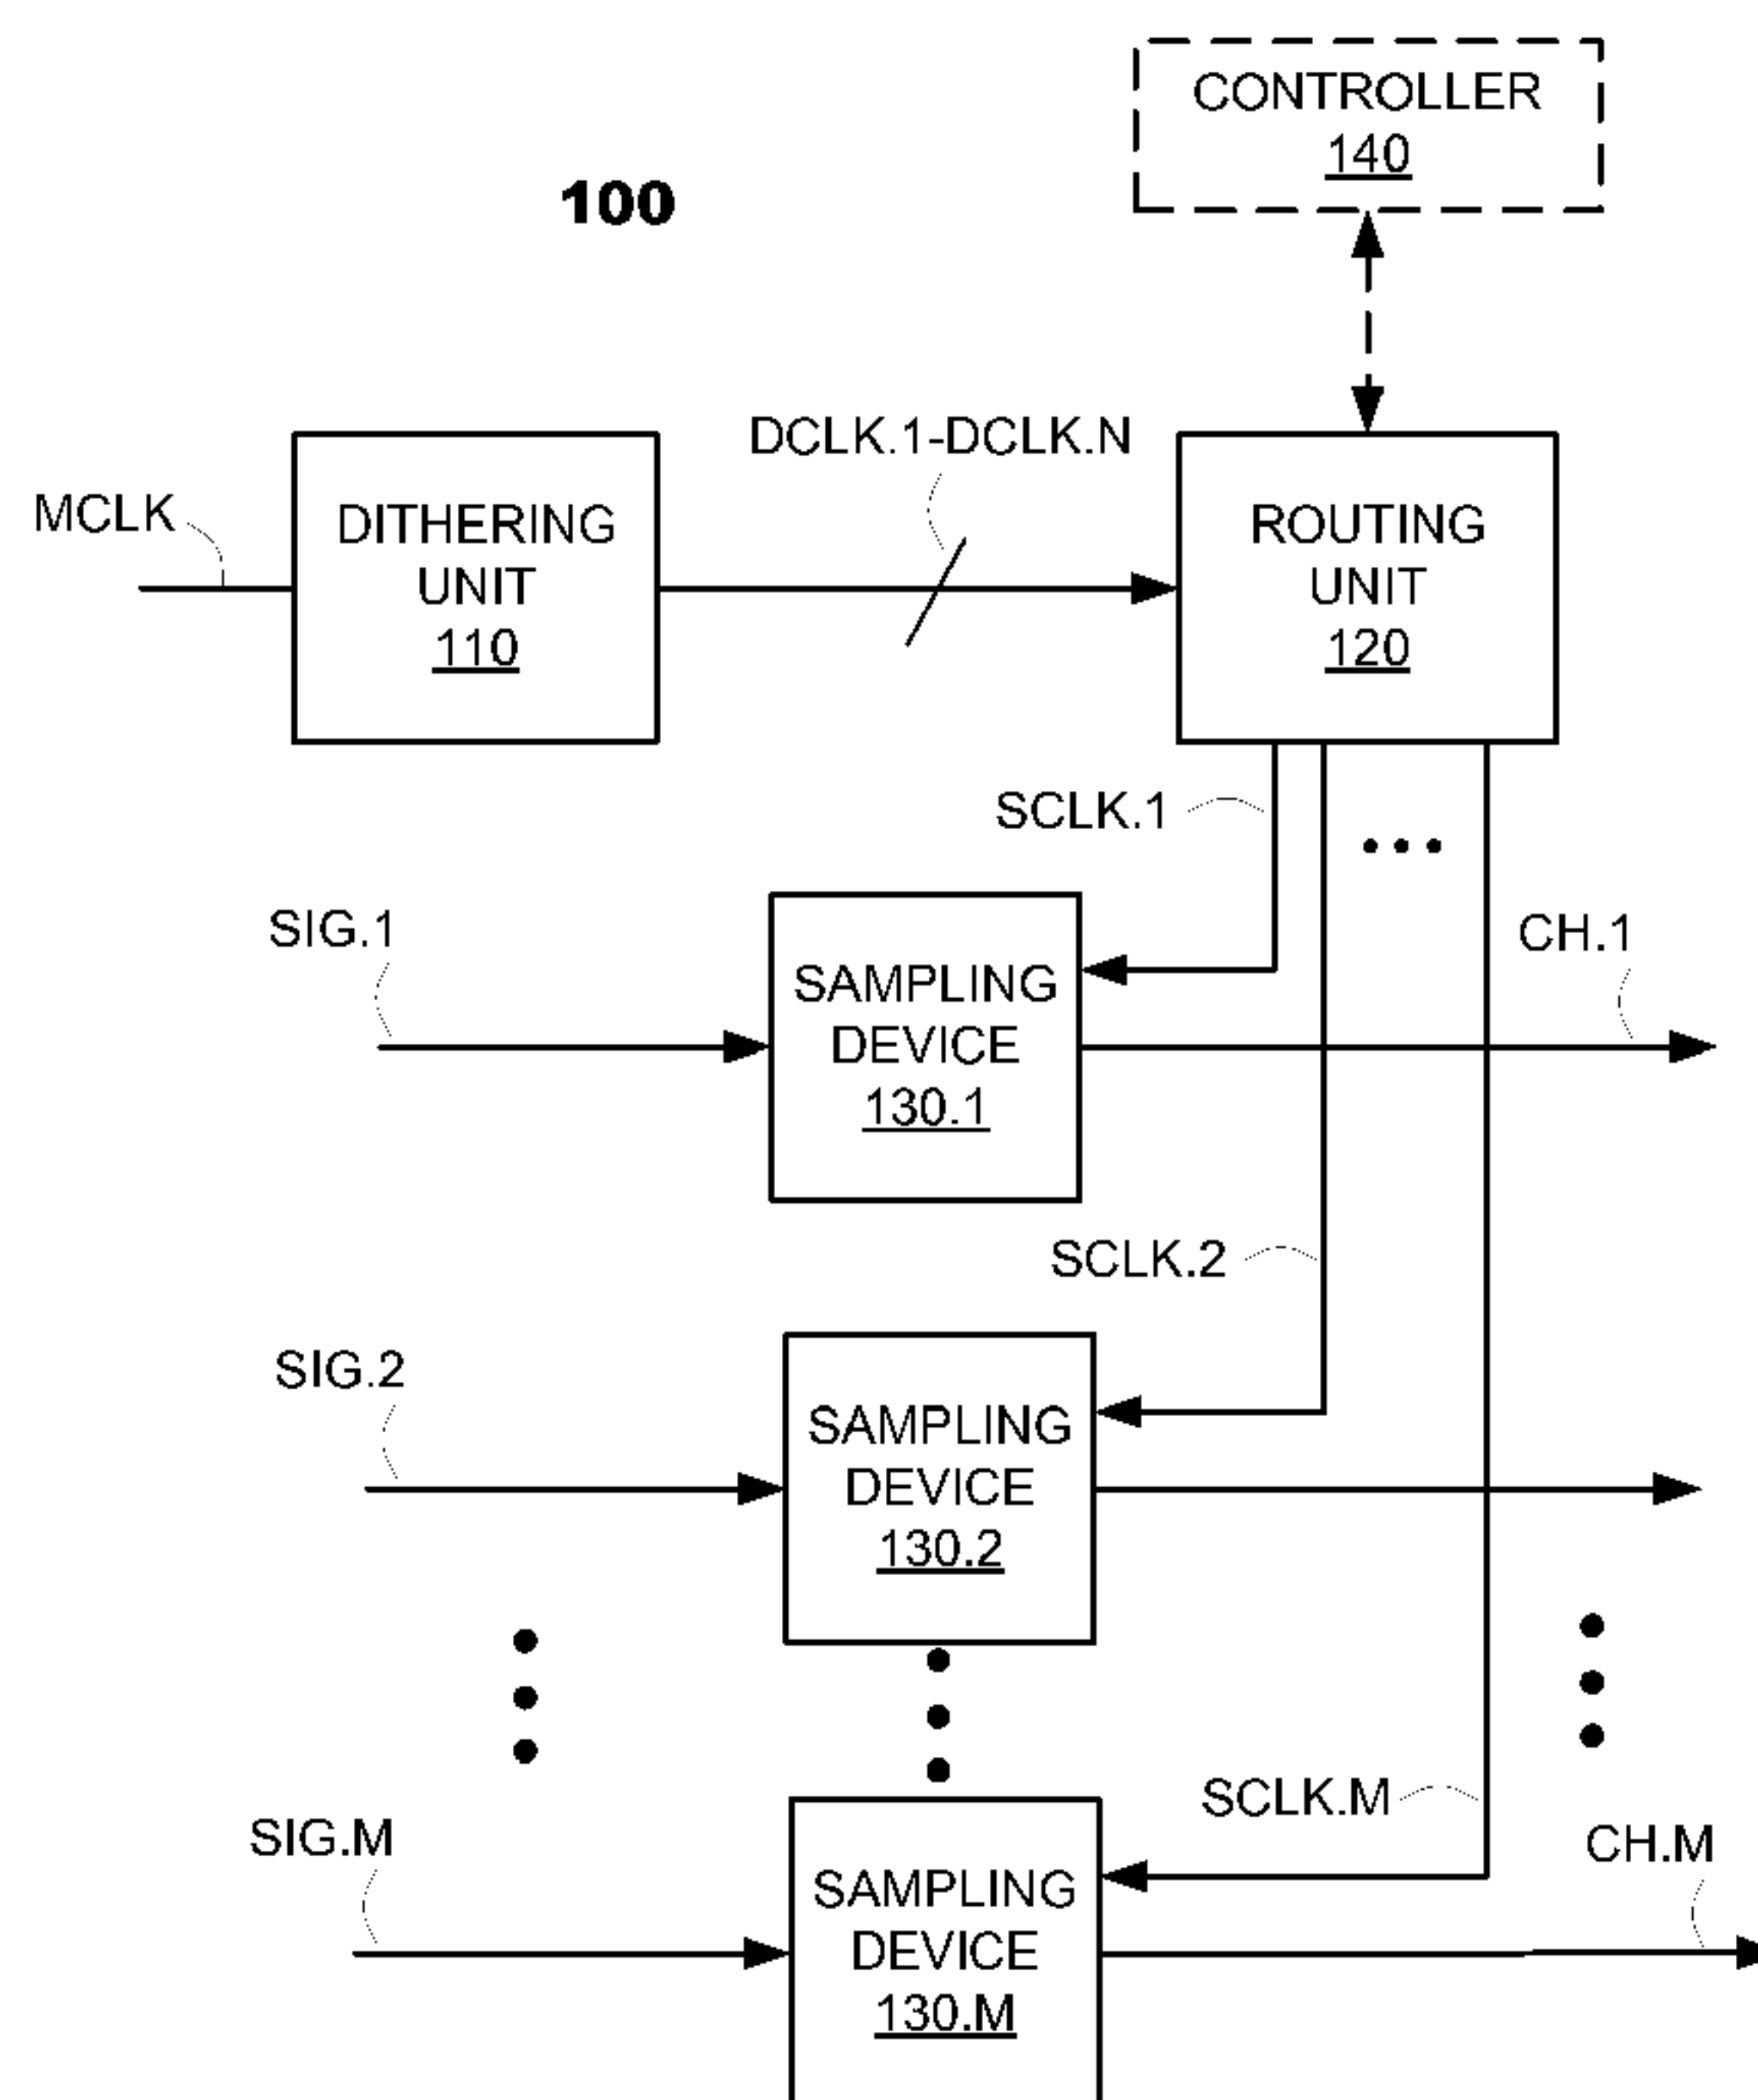 CONTROLLER
140
100
DCLK.1-DCLK.N
MCLK
DITHERING
UNIT
110
ROUTING
UNIT
120
SCLK.1
SIG.1
CH.1
SAMPLING
DEVICE
130.1
SCLK.2
SIG.2
SAMPLING
DEVICE
130.2
SCLK.M
SIG.M
CH.M
SAMPLING
DEVICE
130.M